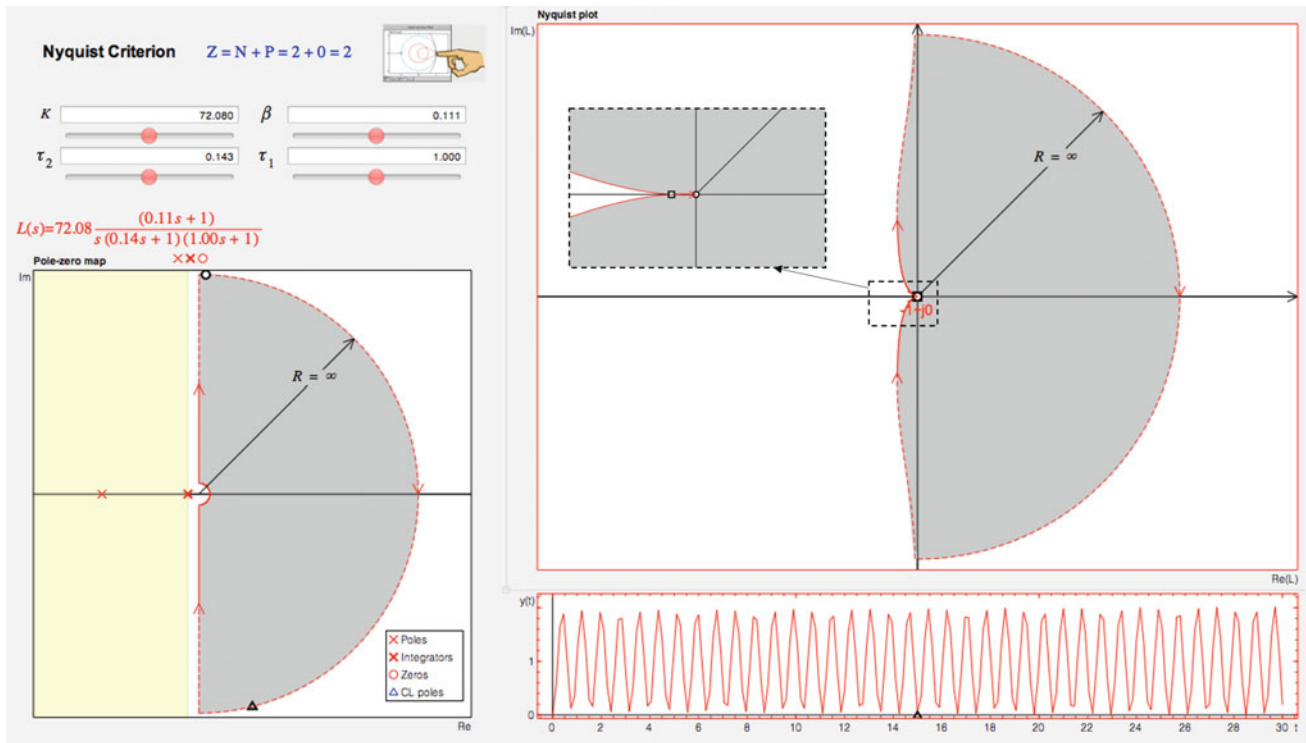 Nyquist Criterion Z = N + P = 2 + 0 = 2
K 72.080 β 0.111
τ2 0.143 τ1 1.000
L(s)=72.08 (0.11s + 1)
s (0.14s + 1) (1.00s + 1)
Pole-zero map
Im
R = ∞
Poles
Integrators
Zeros
CL poles
Re
Nyquist plot
Im(L)
R = ∞
-1+j0
Re(L)
y(t)
1
0
0 2 4 6 8 10 12 14 16 18 20 22 24 26 28 30 t